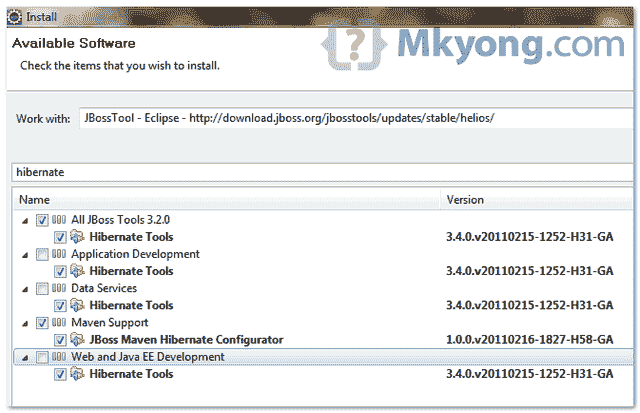 Install
Available Software
Check the items that you wish to install.
{?} Mkyong.com
Work with: JBossTool - Eclipse - http://download.jboss.org/jbosstools/updates/stable/helios/
hibernate
Name Version
All JBoss Tools 3.2.0
Hibernate Tools 3.4.0.v20110215-1252-H31-GA
Application Development
Hibernate Tools 3.4.0.v20110215-1252-H31-GA
Data Services
Hibernate Tools 3.4.0.v20110215-1252-H31-GA
Maven Support
JBoss Maven Hibernate Configurator 1.0.0.v20110216-1827-H58-GA
Web and Java EE Development
Hibernate Tools 3.4.0.v20110215-1252-H31-GA